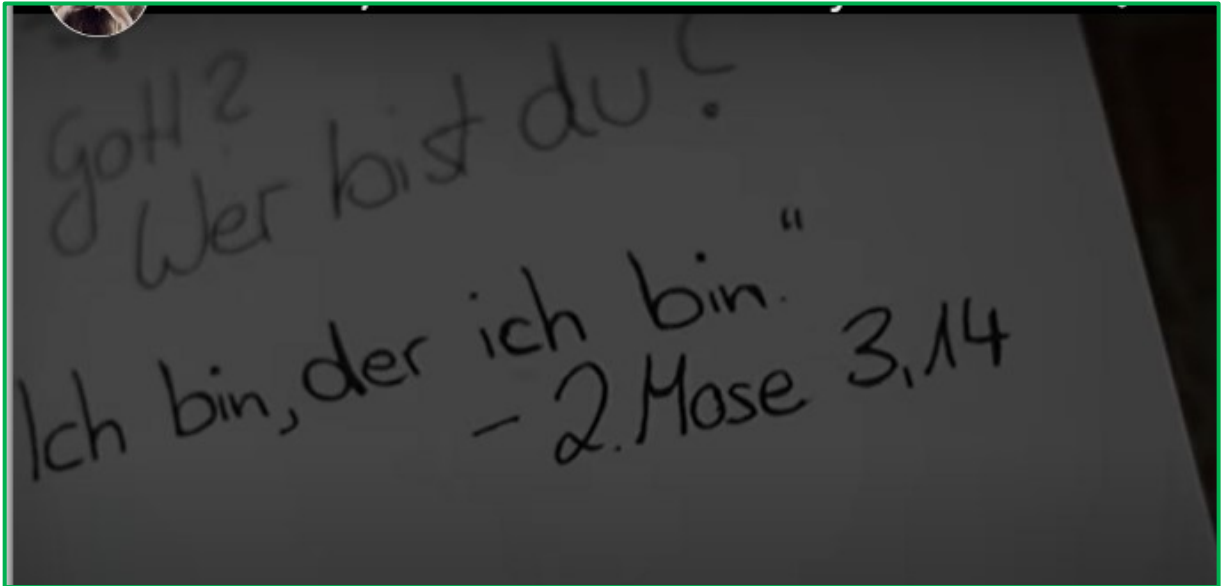 Gott?
Wer bist du?
Ich bin, der ich bin."
- 2. Mose 3,14